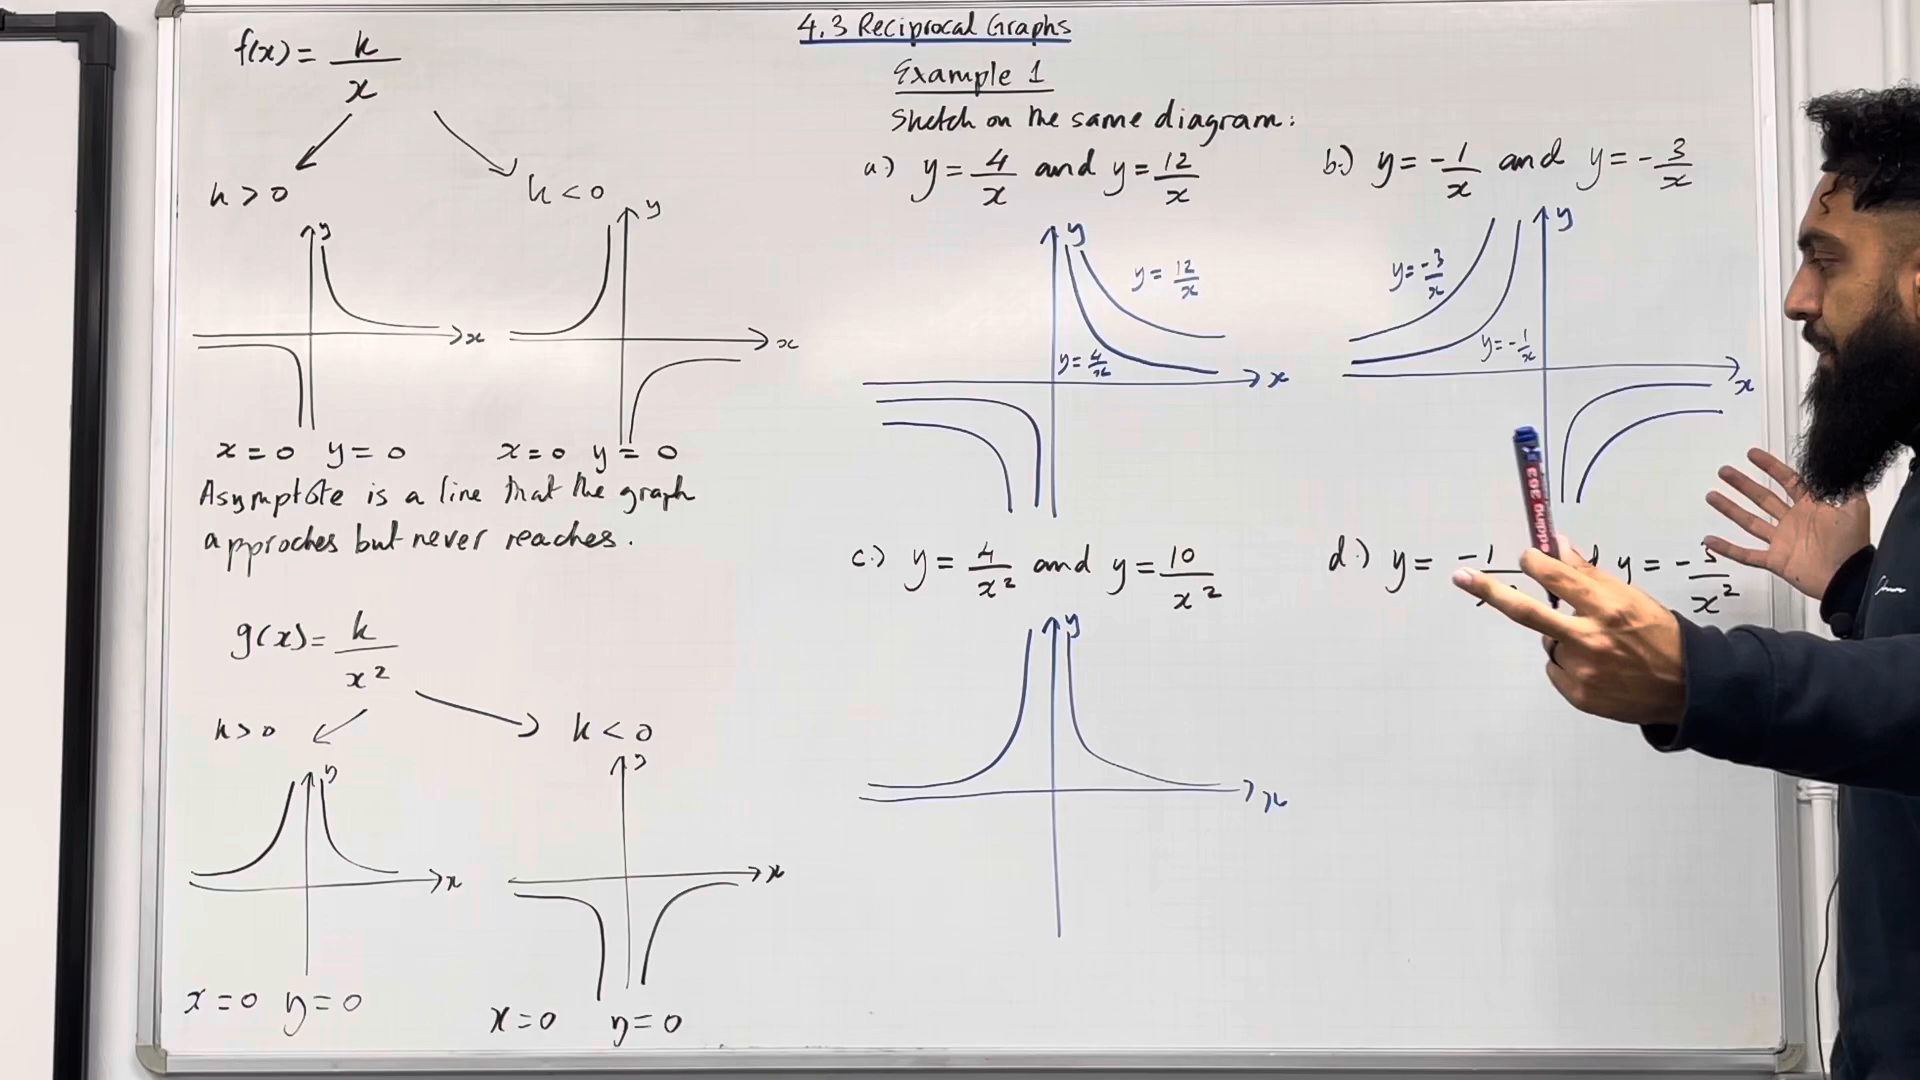 4.3 Reciprocal Graphs
f(x) = k/x
k > 0
k < 0
y
x
y
x
x = 0 y = 0
x = 0 y = 0
Asymptote is a line that the graph
approches but never reaches.
g(x) = k/x²
k > 0
k < 0
y
x
y
x
x = 0 y = 0
x = 0 y = 0
Example 1
Sketch on the same diagram:
a.) y = 4/x and y = 12/x
y
y = 12/x
y = 4/x
x
b.) y = -1/x and y = -3/x
y
y = -3/x
y = -1/x
x
c.) y = 4/x² and y = 10/x²
y
x
d.) y = -1 y = - x²